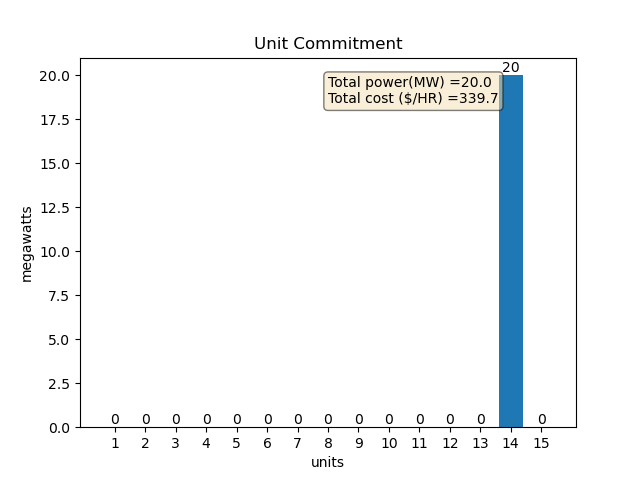 Unit Commitment
20
Total power(MW) =20.0
Total cost ($/HR) =339.7
20.0
17.5
15.0
12.5
10.0
7.5
5.0
2.5
0.0
megawatts
0 0 0 0 0 0 0 0 0 0 0 0 0 0
1 2 3 4 5 6 7 8 9 10 11 12 13 14 15
units